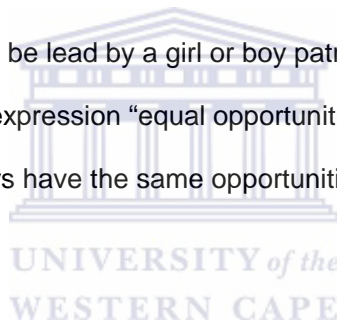 be lead by a girl or boy patr
expression “equal opportunit
s have the same opportuniti
UNIVERSITY of the
WESTERN CAPE